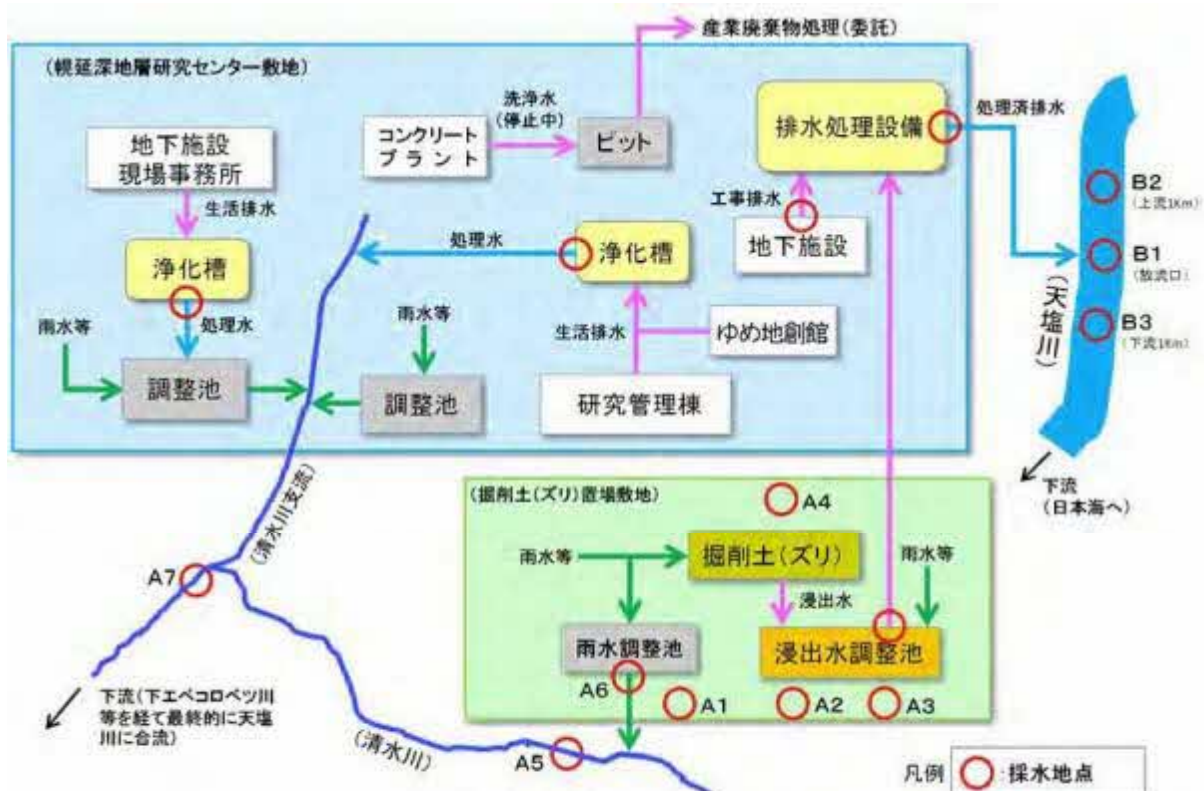 産業廃棄物処理(委託)
(幌延深地層研究センター敷地)
洗浄水
(停止中)
処理済排水
地下施設
現場事務所
コンクリート
プラント
ピット
排水処理設備
生活排水
工事排水
B2
(上流1Km)
処理水
浄化槽
地下施設
浄化槽
B1
(放流口)
雨水等
処理水
雨水等
生活排水
ゆめ地創館
B3
(下流1Km)
(天塩川)
調整池
調整池
研究管理棟
下流
(日本海へ)
(清水川支流)
(掘削土(ズリ)置場敷地)
A4
雨水等
掘削土(ズリ)
雨水等
A7
浸出水
雨水調整池
浸出水調整池
A6
A1
A2
A3
下流(下エベコロベツ川
等を経て最終的に天塩
川に合流)
(清水川)
A5
凡例
:採水地点